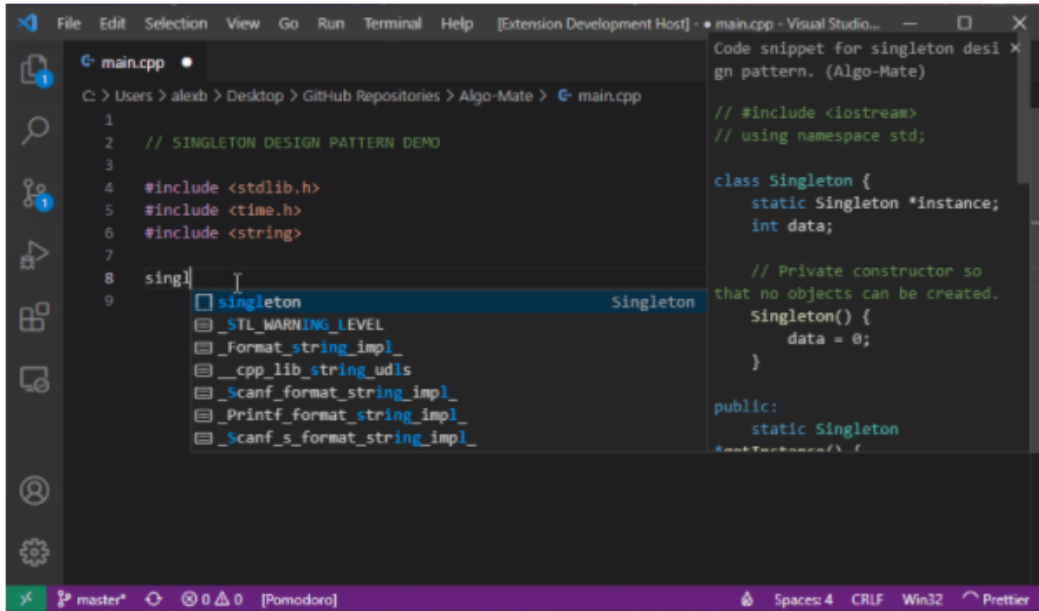 File Edit Selection View Go Run Terminal Help [Extension Development Host] - ● main.cpp - Visual Studio...
main.cpp ●
C: > Users > alexb > Desktop > GitHub Repositories > Algo-Mate > main.cpp
1
2 // SINGLETON DESIGN PATTERN DEMO
3
4 #include <stdlib.h>
5 #include <time.h>
6 #include <string>
7
8 singl
9
singleton Singleton
_STL_WARNING_LEVEL
_Format_string_impl_
__cpp_lib_string_udls
_Scanf_format_string_impl_
_Printf_format_string_impl_
_Scanf_s_format_string_impl_
Code snippet for singleton desi
gn pattern. (Algo-Mate)
// #include <iostream>
// using namespace std;
class Singleton {
static Singleton *instance;
int data;
// Private constructor so
that no objects can be created.
Singleton() {
data = 0;
}
public:
static Singleton
*getInstance() {
1
1
master* 0 0 [Pomodoro] Spaces: 4 CRLF Win32 Prettier